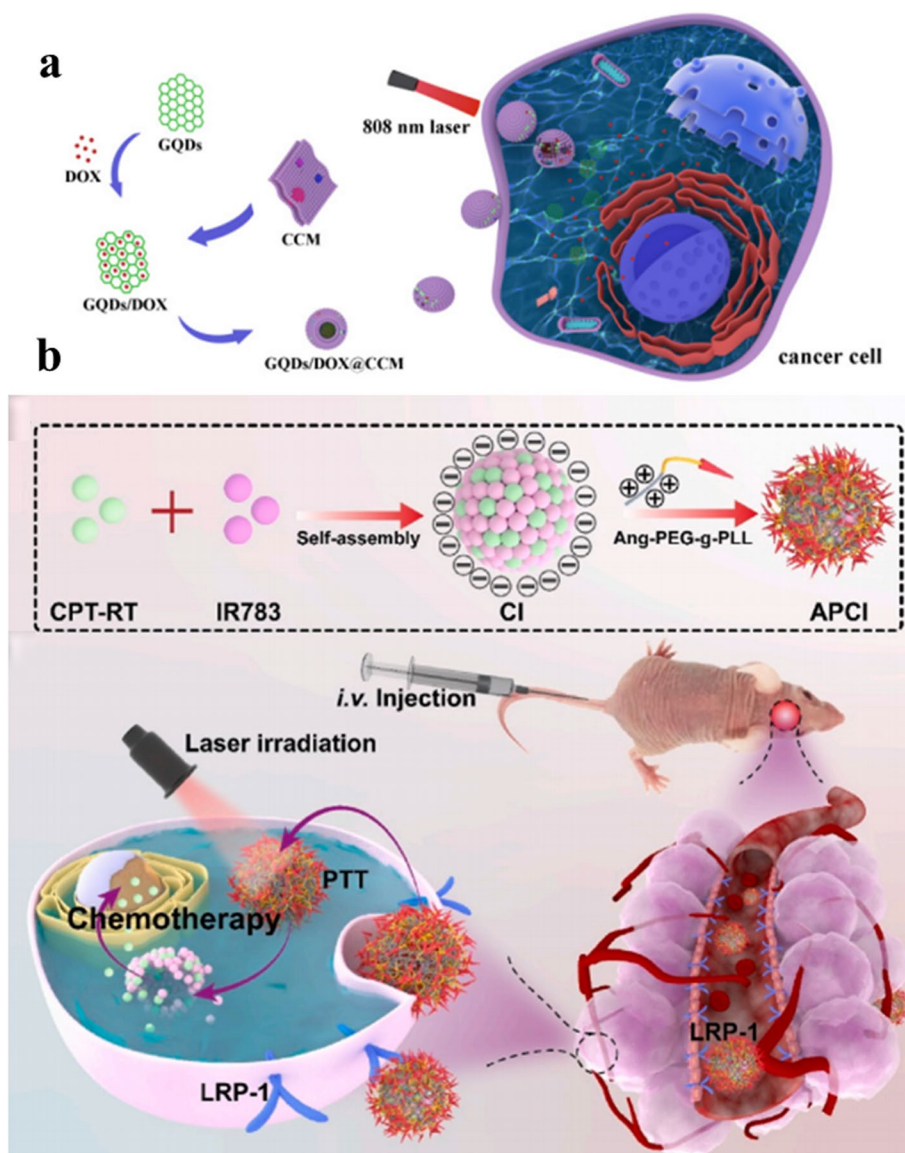 a
GQDs
DOX
808 nm laser
CCM
GQDs/DOX
GQDs/DOX@CCM
cancer cell
b
CPT-RT
IR783
Self-assembly
CI
Ang-PEG-g-PLL
APCI
i.v. Injection
Laser irradiation
PTT
Chemotherapy
LRP-1
LRP-1